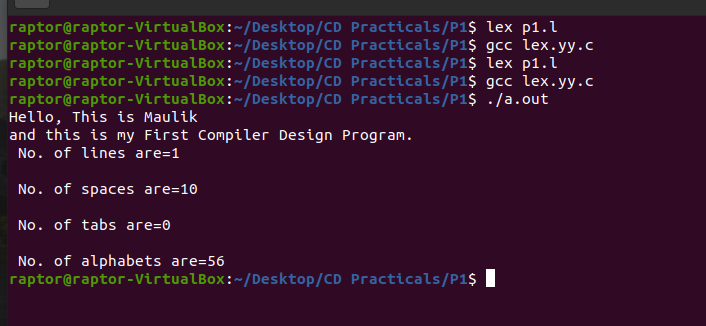 raptor@raptor-VirtualBox:~/Desktop/CD Practicals/P1$ lex p1.l
raptor@raptor-VirtualBox:~/Desktop/CD Practicals/P1$ gcc lex.yy.c
raptor@raptor-VirtualBox:~/Desktop/CD Practicals/P1$ lex p1.l
raptor@raptor-VirtualBox:~/Desktop/CD Practicals/P1$ gcc lex.yy.c
raptor@raptor-VirtualBox:~/Desktop/CD Practicals/P1$ ./a.out
Hello, This is Maulik
and this is my First Compiler Design Program.
No. of lines are=1
No. of spaces are=10
No. of tabs are=0
No. of alphabets are=56
raptor@raptor-VirtualBox:~/Desktop/CD Practicals/P1$